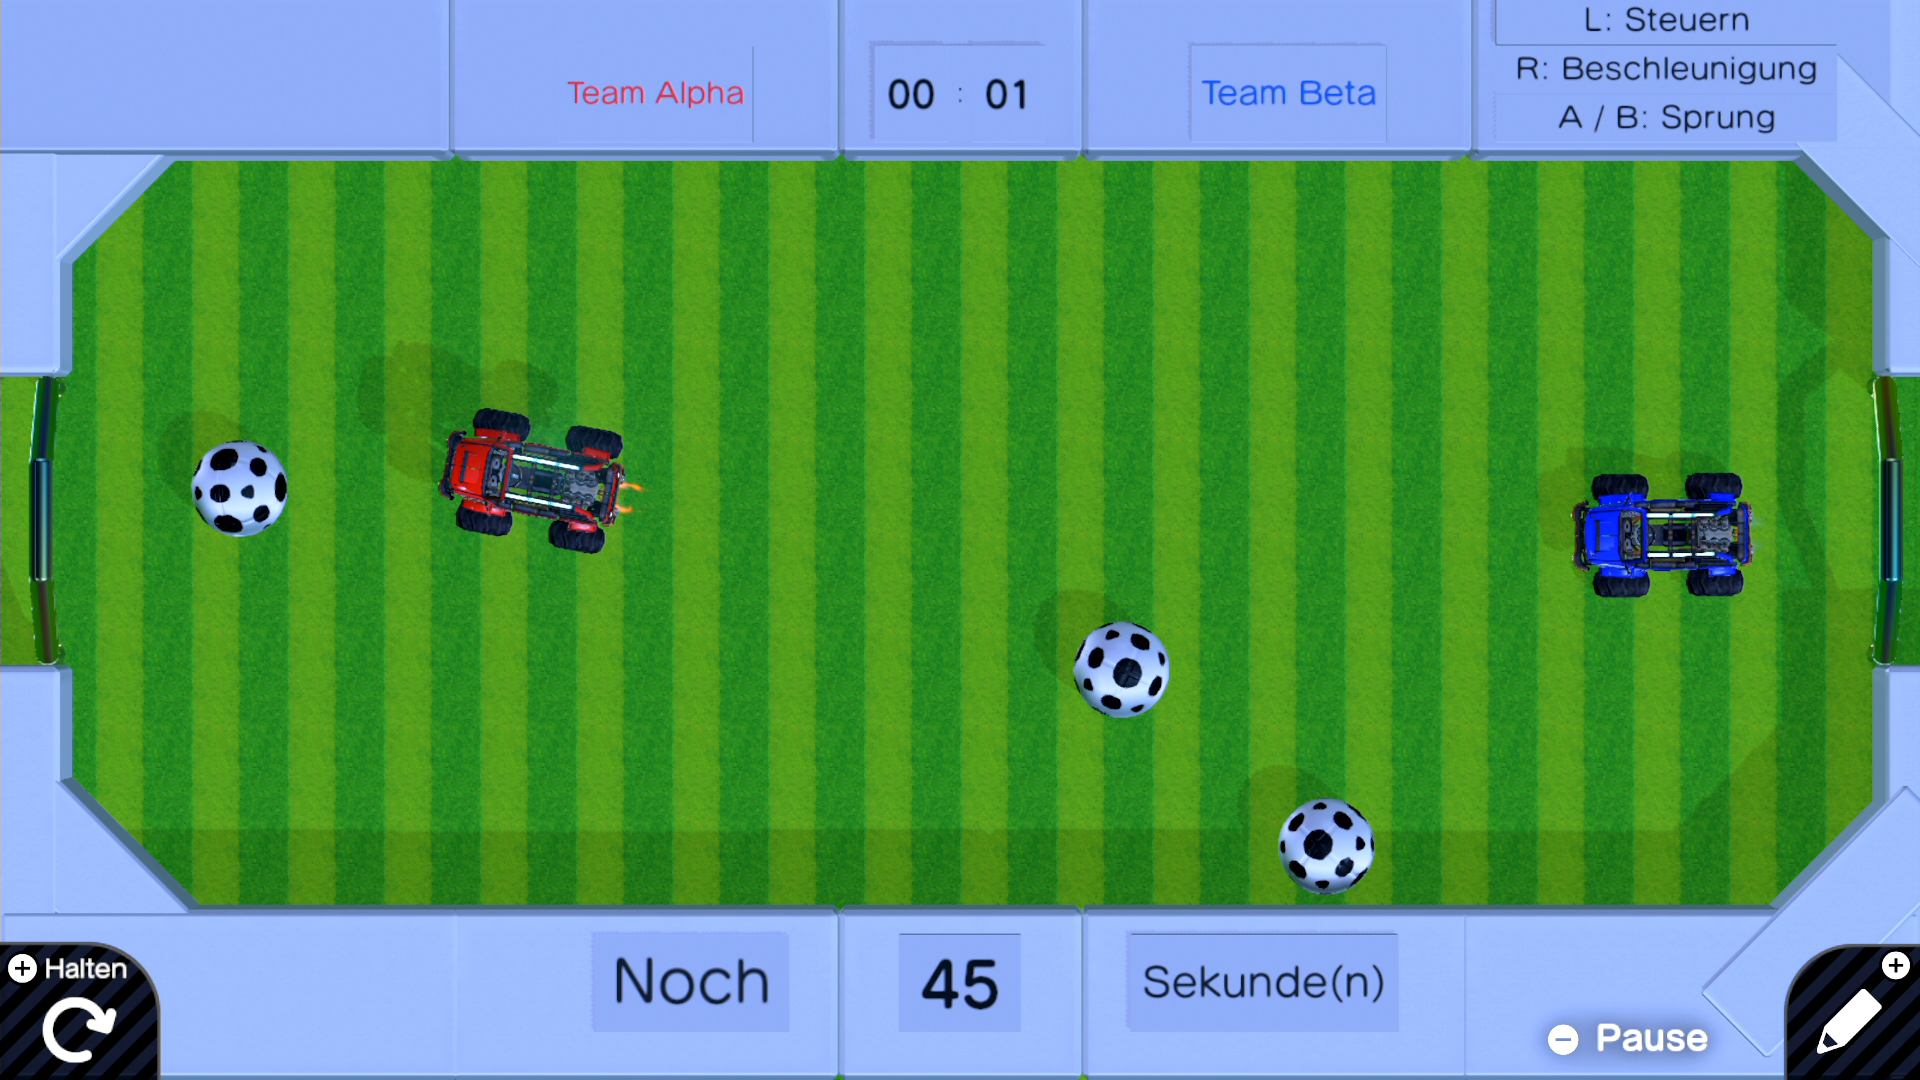 L: Steuern
R: Beschleunigung
A / B: Sprung
Team Alpha
00 : 01
Team Beta
Noch 45 Sekunde(n)
Halten
Pause